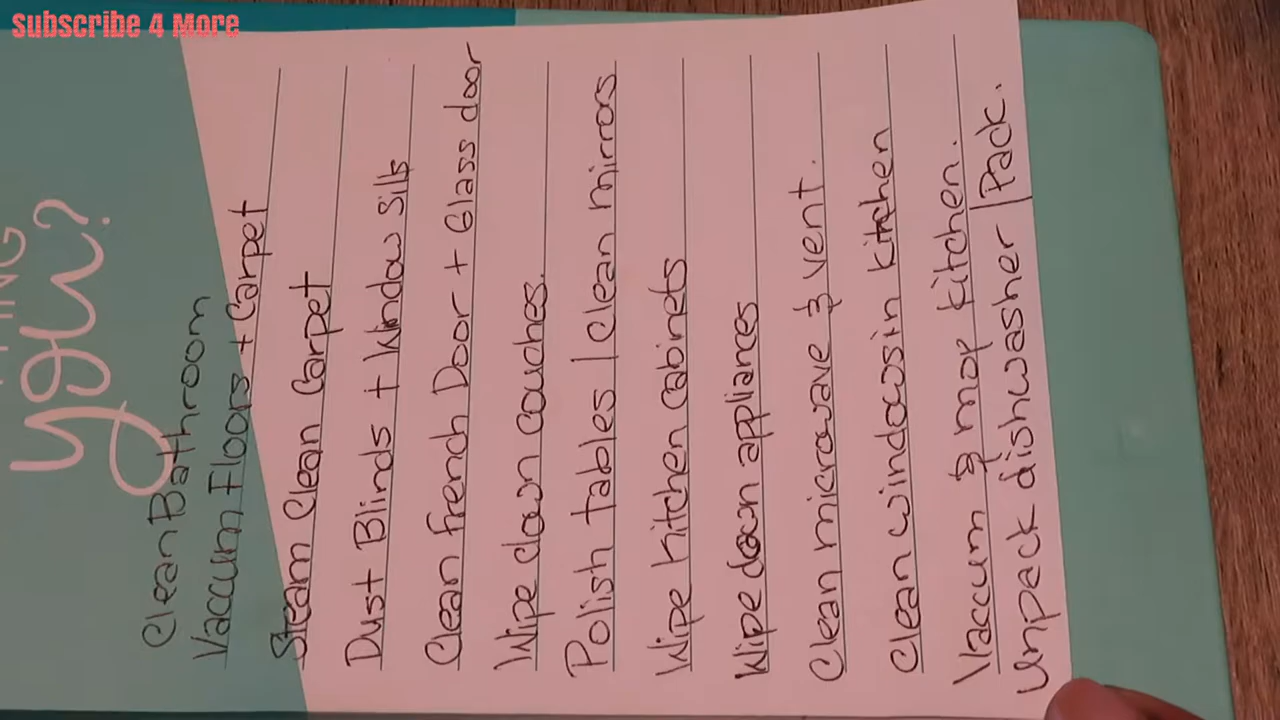 Subscribe 4 More
you?
Clean Bathroom
Vaccum Floors + Carpet
Steam Clean Carpet
Dust Blinds + Window Sills
Clean French Door + Glass door
Wipe down couches.
Polish tables / Clean mirrors
Wipe kitchen cabinets
Wipe down appliances
Clean microwave & vent.
Clean windows in kitchen
Vaccum & mop kitchen.
Unpack dishwasher / Pack.